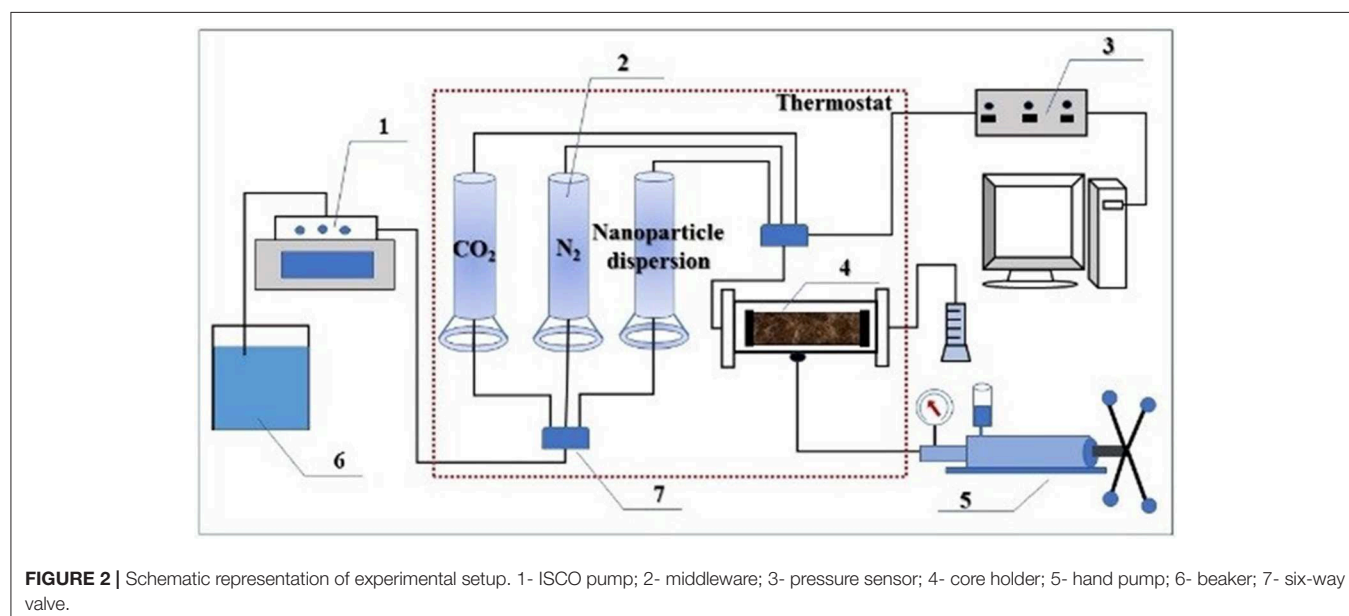 2
3
Thermostat
1
CO₂
N₂
Nanoparticle
dispersion
4
6
7
5
FIGURE 2 | Schematic representation of experimental setup. 1- ISCO pump; 2- middleware; 3- pressure sensor; 4- core holder; 5- hand pump; 6- beaker; 7- six-way
valve.